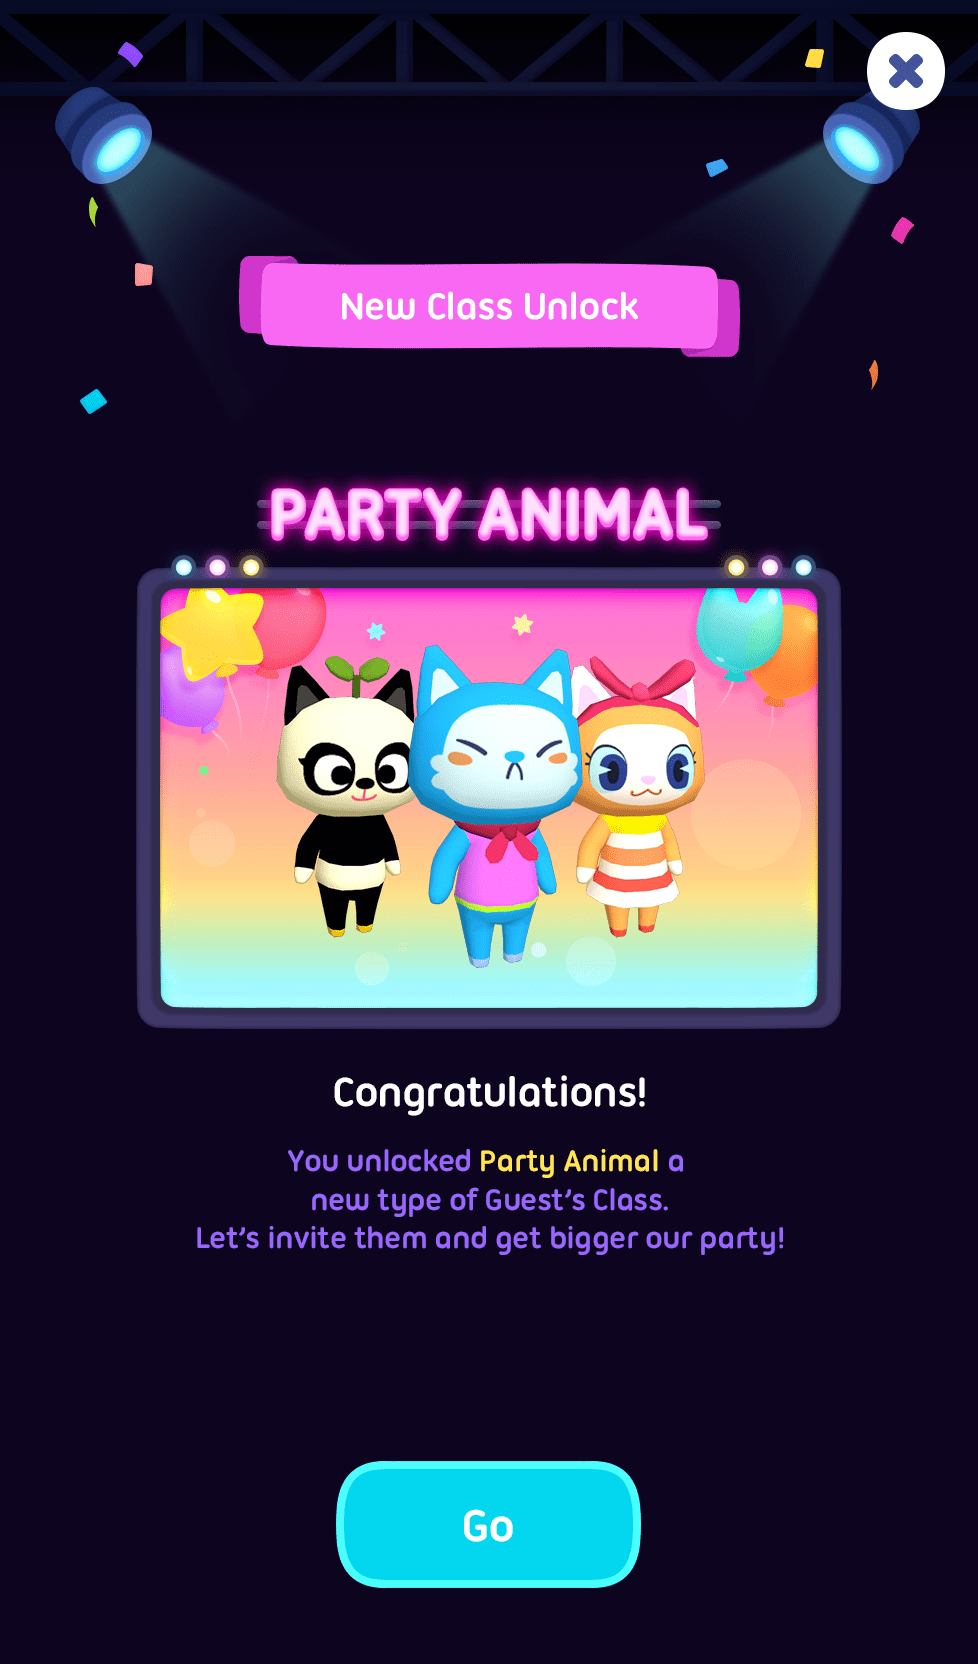 New Class Unlock
PARTY ANIMAL
Congratulations!
You unlocked Party Animal a
new type of Guest's Class.
Let's invite them and get bigger our party!
Go